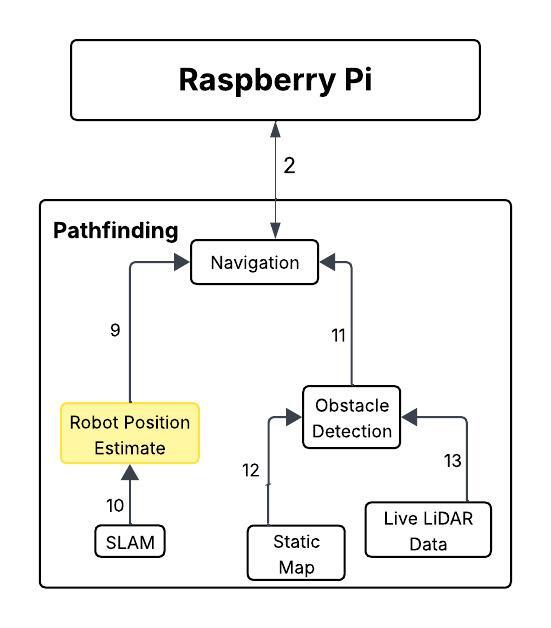 Raspberry Pi
2
Pathfinding
Navigation
9
11
Robot Position
Estimate
Obstacle
Detection
12
13
10
SLAM
Static
Map
Live LiDAR
Data